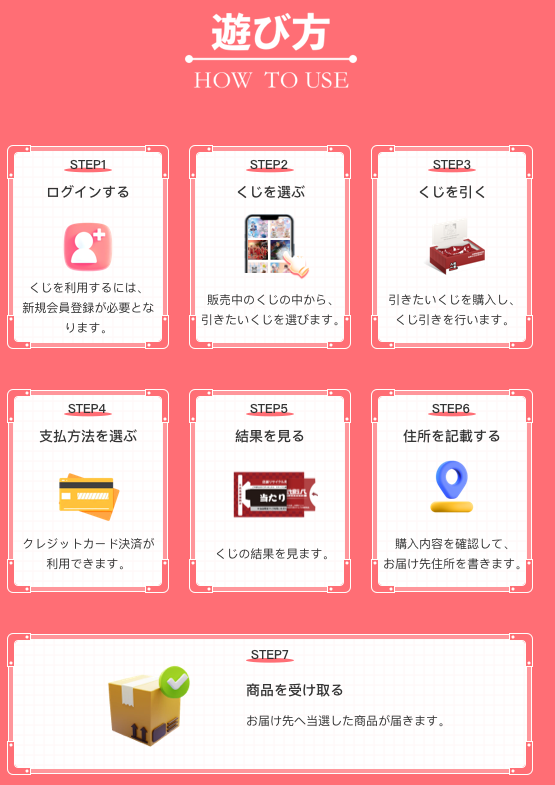 遊び方
HOW TO USE
STEP1
ログインする
くじを利用するには、
新規会員登録が必要とな
ります。
STEP2
くじを選ぶ
販売中のくじの中から、
引きたいくじを選びます。
STEP3
くじを引く
引きたいくじを購入し、
くじ引きを行います。
STEP4
支払方法を選ぶ
クレジットカード決済が
利用できます。
STEP5
結果を見る
当たり
くじの結果を見ます。
STEP6
住所を記載する
購入内容を確認して、
お届け先住所を書きます。
STEP7
商品を受け取る
お届け先へ当選した商品が届きます。